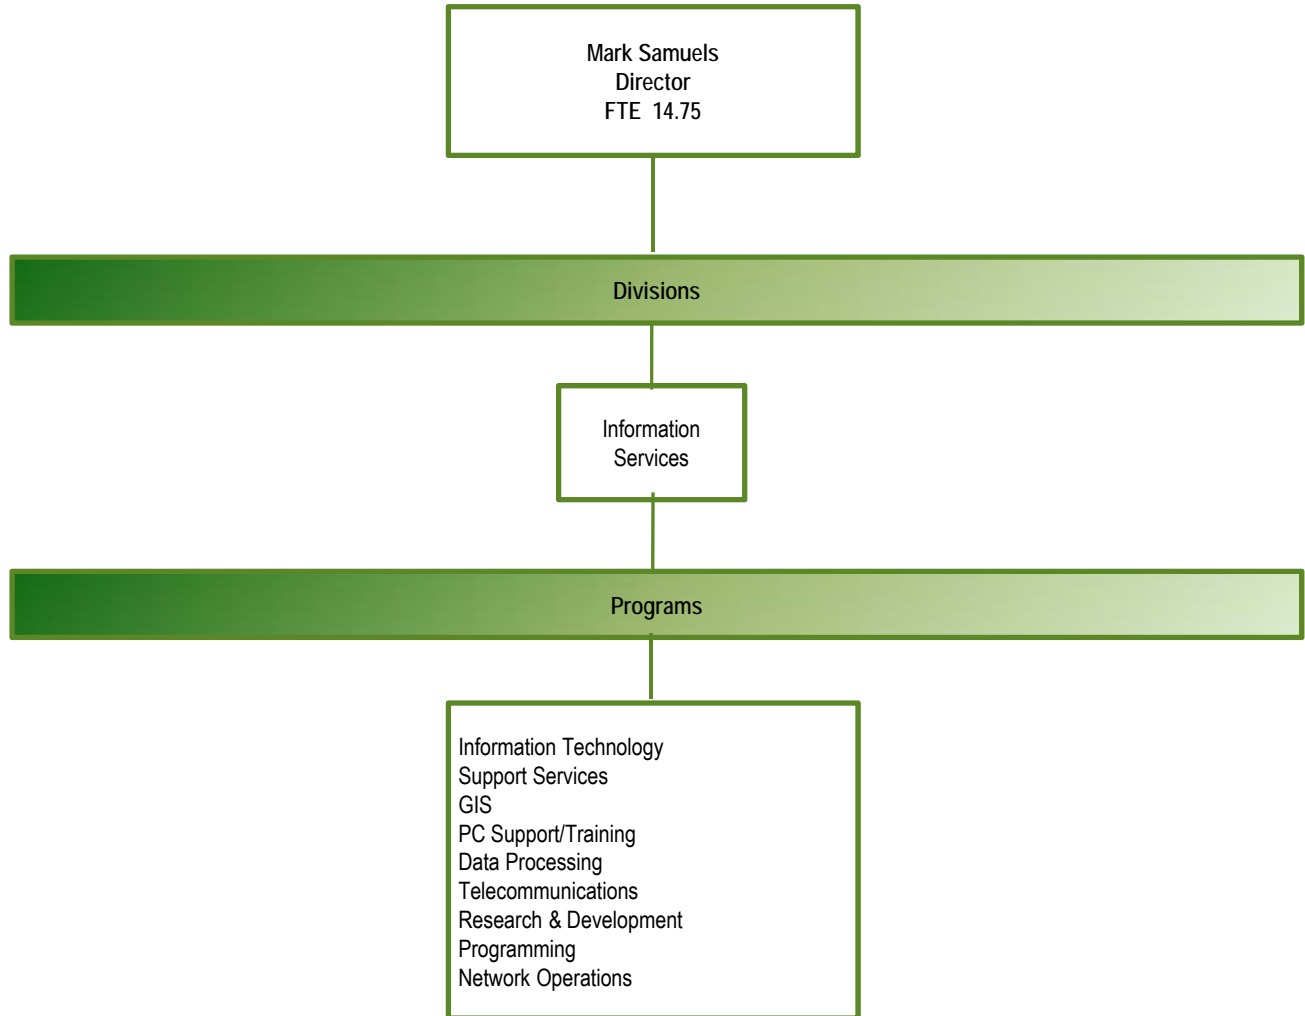 Mark Samuels
Director
FTE 14.75
Divisions
Information
Services
Programs
Information Technology
Support Services
GIS
PC Support/Training
Data Processing
Telecommunications
Research & Development
Programming
Network Operations